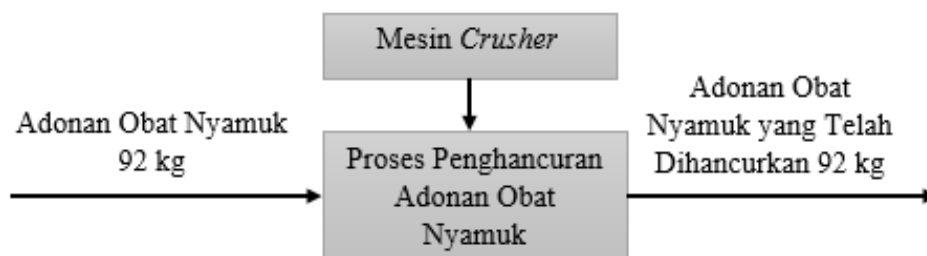 Mesin Crusher
Adonan Obat Nyamuk
92 kg
Proses Penghancuran
Adonan Obat
Nyamuk
Adonan Obat
Nyamuk yang Telah
Dihancurkan 92 kg